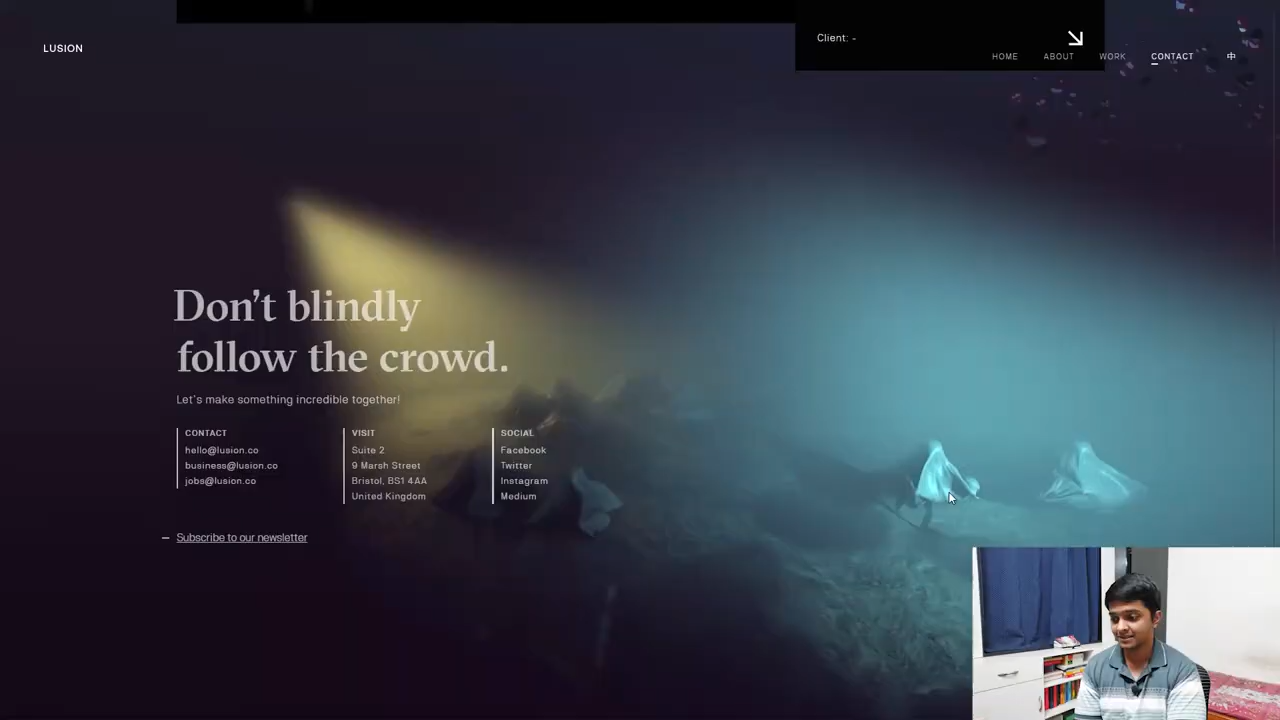 Client: -
LUSION
HOME
ABOUT
WORK
CONTACT
中
Don't blindly
follow the crowd.
Let's make something incredible together!
CONTACT
hello@lusion.co
business@lusion.co
jobs@lusion.co
VISIT
Suite 2
9 Marsh Street
Bristol, BS1 4AA
United Kingdom
SOCIAL
Facebook
Twitter
Instagram
Medium
Subscribe to our newsletter